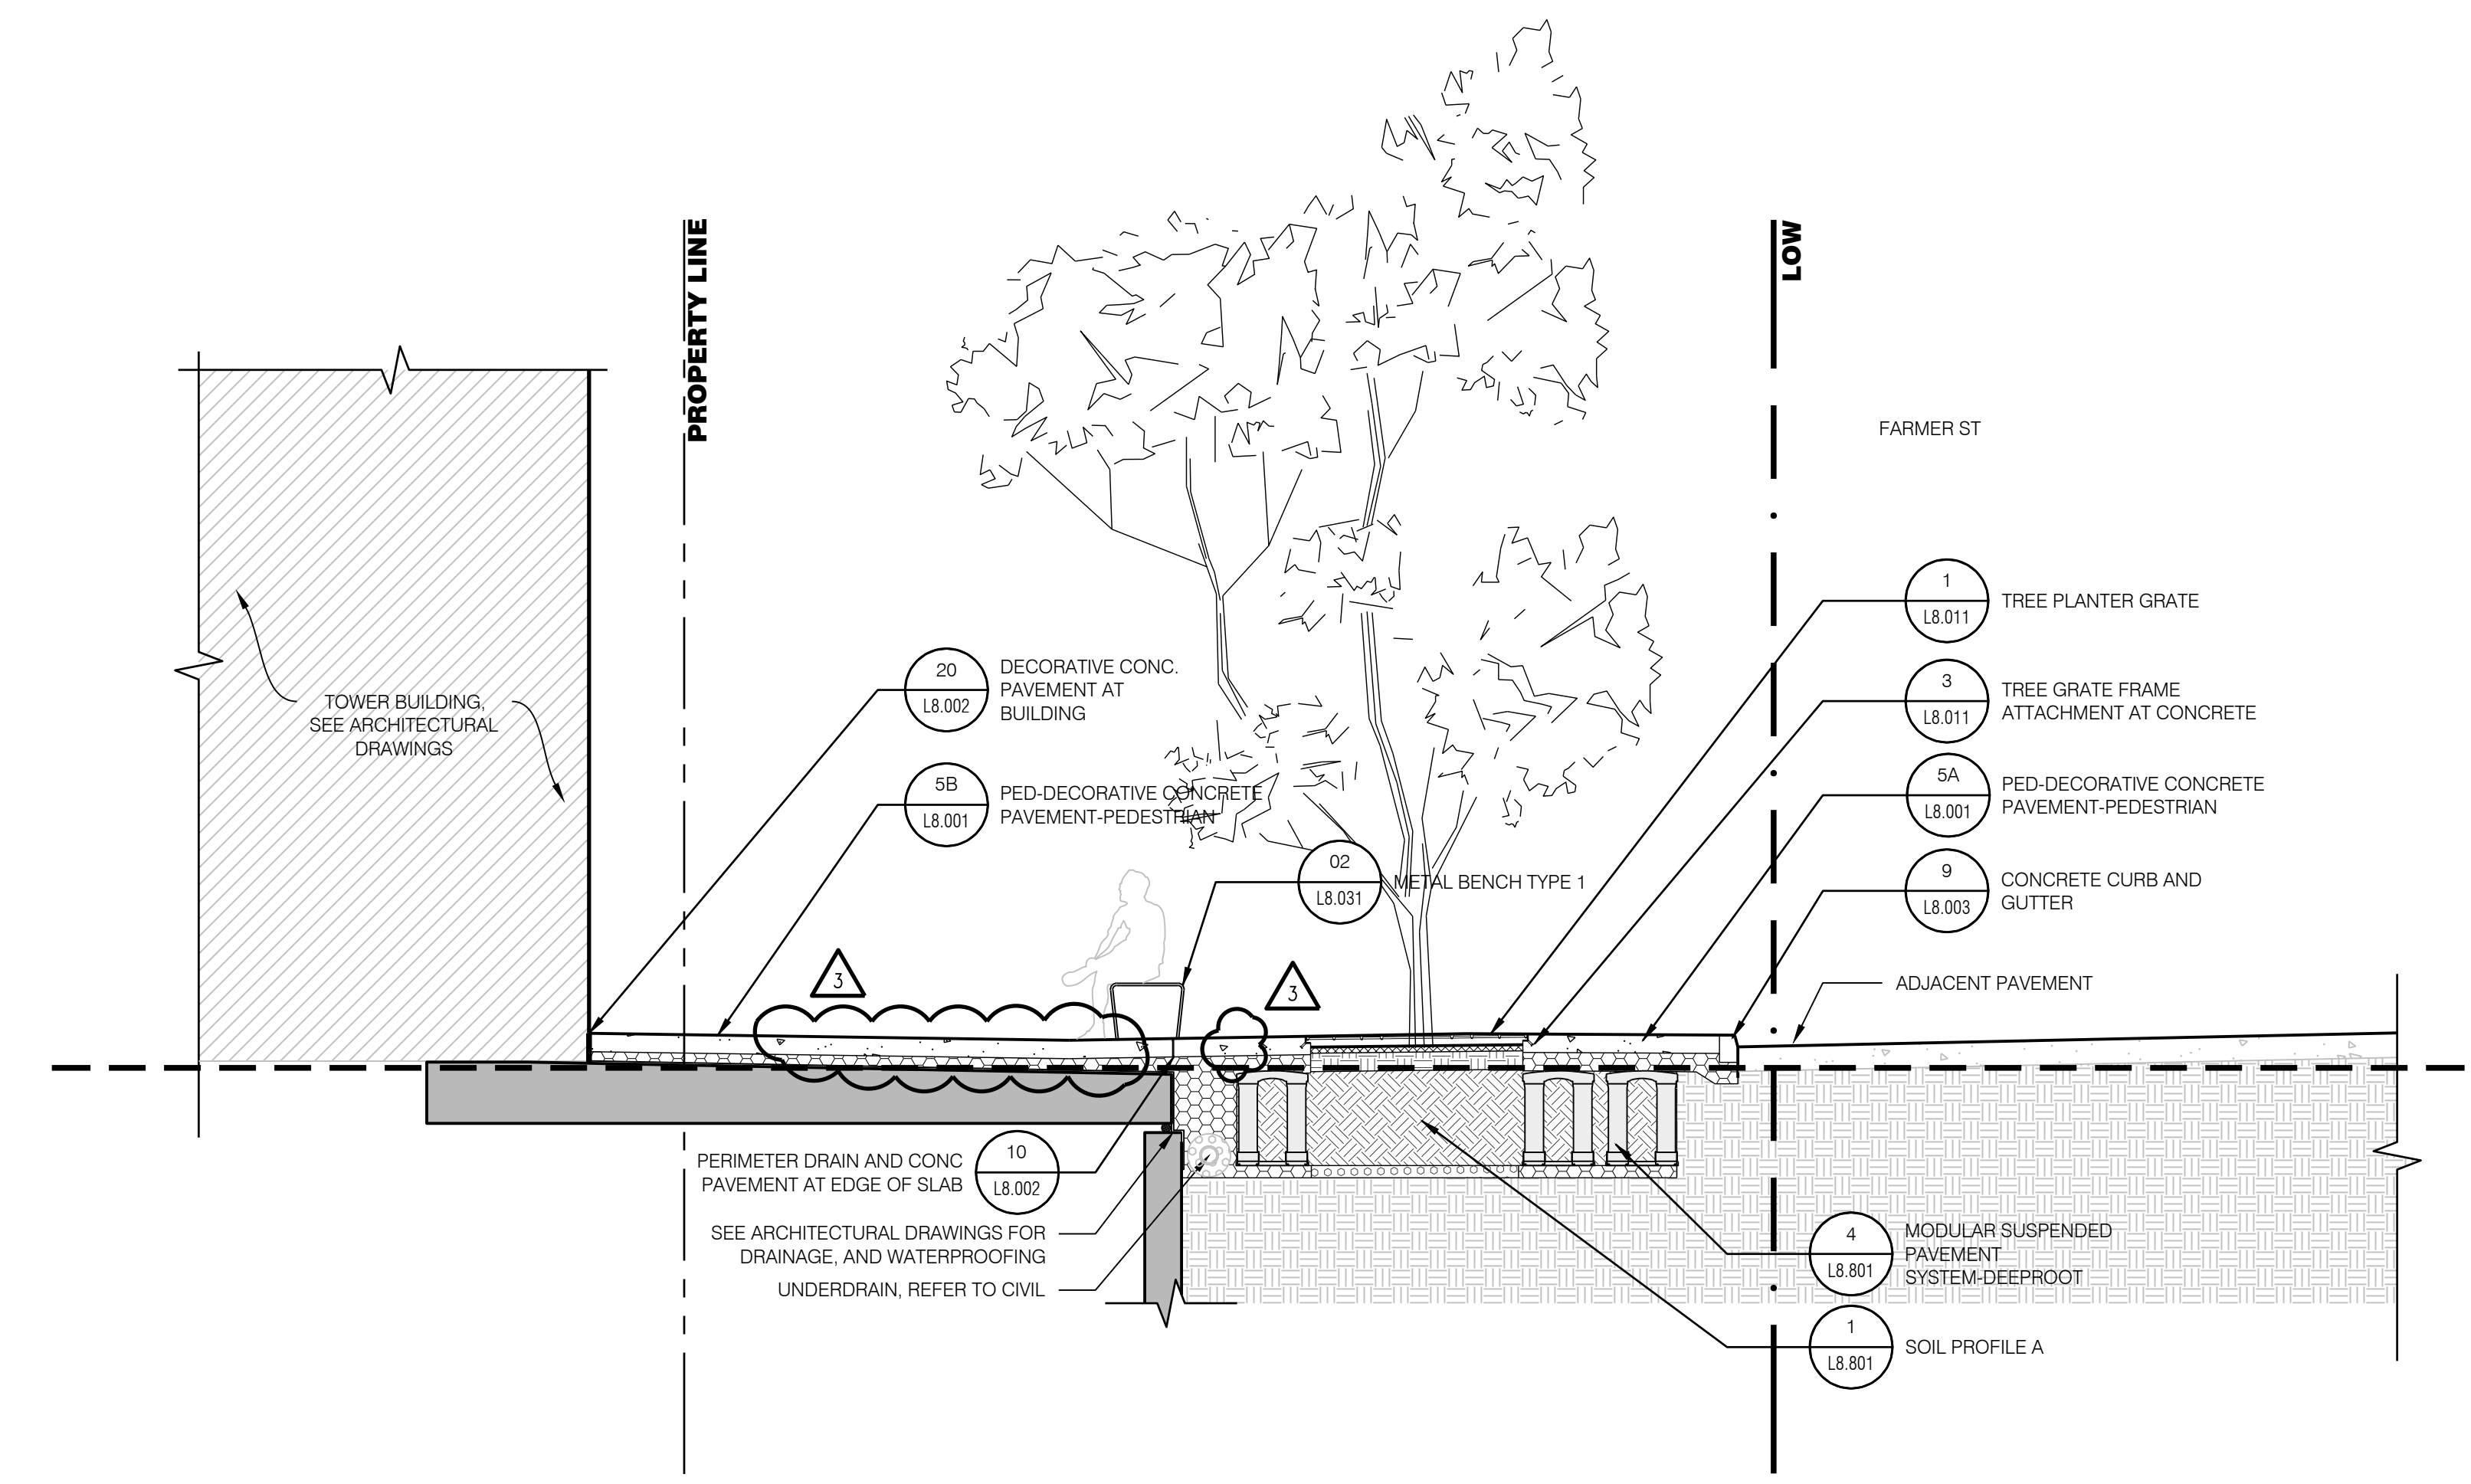 PROPERTY LINE
LOW
FARMER ST
1
L8.011
TREE PLANTER GRATE
3
L8.011
TREE GRATE FRAME
ATTACHMENT AT CONCRETE
5A
L8.001
PED-DECORATIVE CONCRETE
PAVEMENT-PEDESTRIAN
9
L8.003
CONCRETE CURB AND
GUTTER
ADJACENT PAVEMENT
20
L8.002
DECORATIVE CONC.
PAVEMENT AT
BUILDING
TOWER BUILDING,
SEE ARCHITECTURAL
DRAWINGS
5B
L8.001
PED-DECORATIVE CONCRETE
PAVEMENT-PEDESTRIAN
02
L8.031
METAL BENCH TYPE 1
3
3
PERIMETER DRAIN AND CONC
PAVEMENT AT EDGE OF SLAB
10
L8.002
SEE ARCHITECTURAL DRAWINGS FOR
DRAINAGE, AND WATERPROOFING
UNDERDRAIN, REFER TO CIVIL
4
L8.801
MODULAR SUSPENDED
PAVEMENT
SYSTEM-DEEPROOT
1
L8.801
SOIL PROFILE A